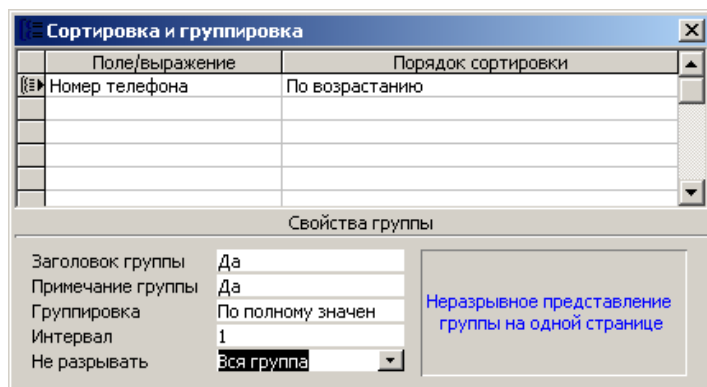 Сортировка и группировка
Поле/выражение Порядок сортировки
Номер телефона По возрастанию
Свойства группы
Заголовок группы Да
Примечание группы Да
Группировка По полному значен
Интервал 1
Не разрывать Вся группа
Неразрывное представление
группы на одной странице